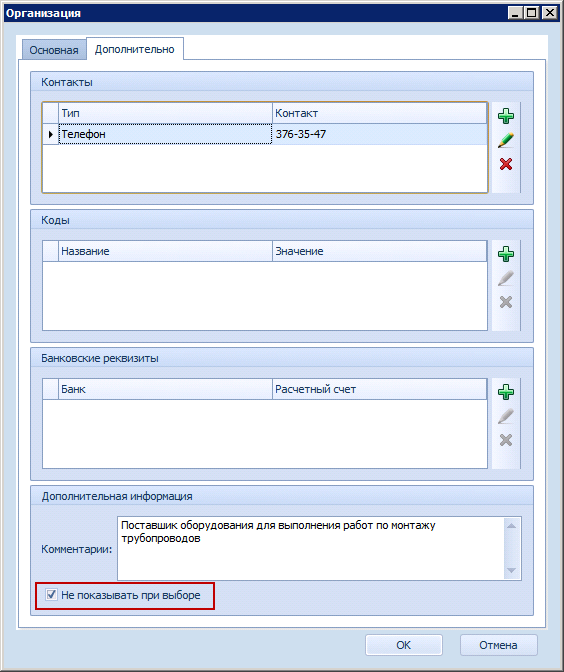 Организация
Основная
Дополнительно
Контакты
Тип Контакт
Телефон 376-35-47
Коды
Название Значение
Банковские реквизиты
Банк Расчетный счет
Дополнительная информация
Комментарии:
Поставшик оборудования для выполнения работ по монтажу
трубопроводов
Не показывать при выборе
ОК Отмена